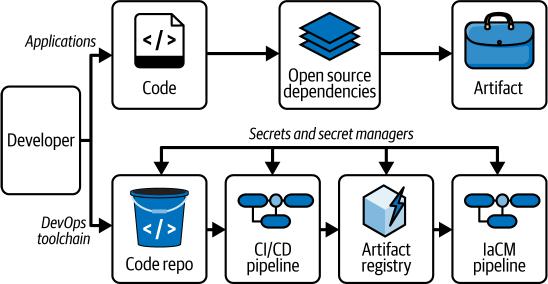 Applications
</>
Code
Open source
dependencies
Artifact
Developer
Secrets and secret managers
DevOps
toolchain
</>
Code repo
CI/CD
pipeline
Artifact
registry
IaCM
pipeline